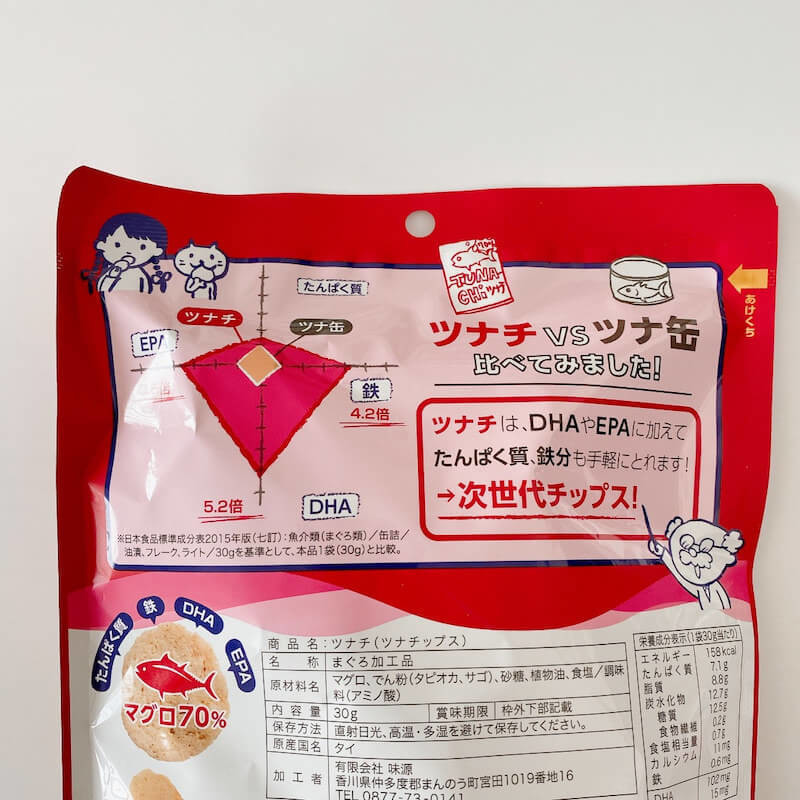 TUNA
CHi ツナチ
あけくち
たんぱく質
ツナチ
ツナ缶
EPA
鉄
4.2倍
5.2倍
DHA
ツナチ VS ツナ缶
比べてみました!
ツナチは、DHAやEPAに加えて
たんぱく質、鉄分も手軽にとれます!
→次世代チップス!
※日本食品標準成分表2015年版(七訂):魚介類(まぐろ類)/缶詰/
油漬、フレーク、ライト/30gを基準として、本品1袋(30g)と比較。
たんぱく質
鉄
DHA
EPA
マグロ70%
商品名:ツナチ(ツナチップス)
名称 まぐろ加工品
原材料名 マグロ、でん粉(タピオカ、サゴ)、砂糖、植物油、食塩/調味
料(アミノ酸)
内容量 30g 賞味期限 枠外下部記載
保存方法 直射日光、高温・多湿を避けて保存してください。
原産国名 タイ
加工者 有限会社 味源
香川県仲多度郡まんのう町宮田1019番地16
TEL 0877-73-0141
栄養成分表示(1袋30g当たり)
エネルギー 158kcal
たんぱく質 7.1g
脂質 8.8g
炭水化物 12.7g
糖質 12.5g
食物繊維 0.2g
食塩相当量 0.7g
カルシウム 11mg
鉄 0.6mg
DHA 102mg
15mg